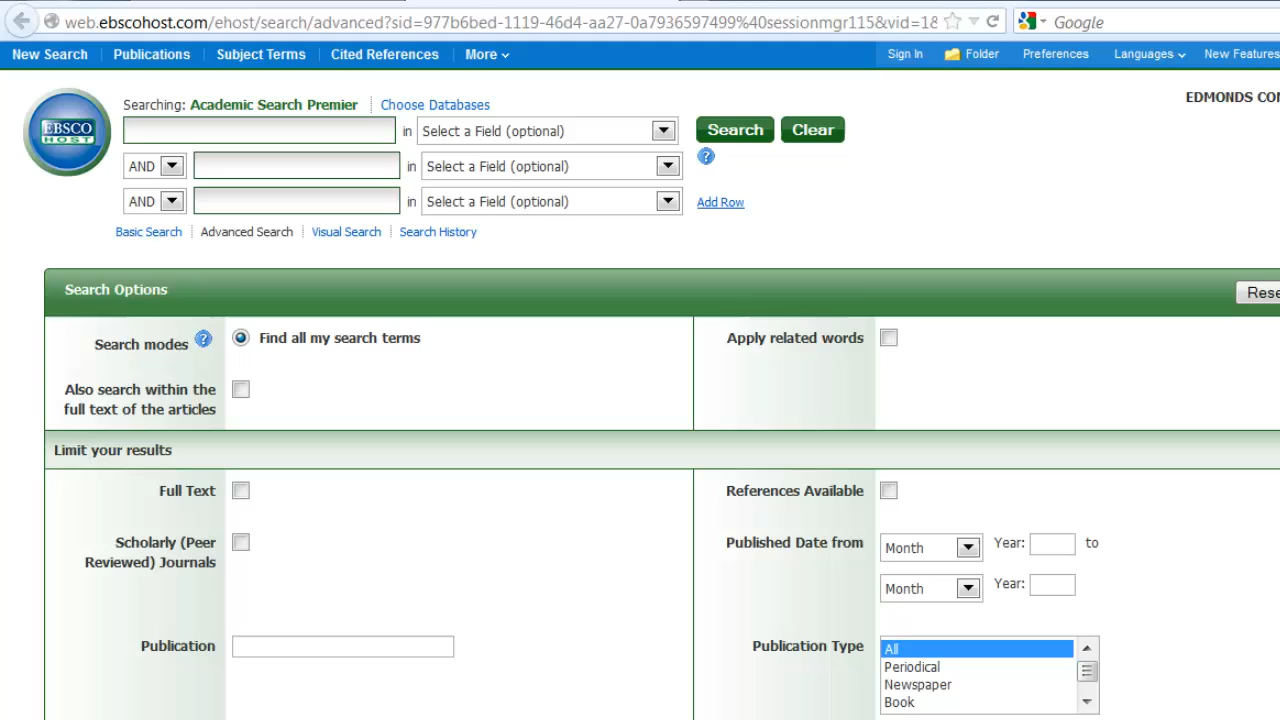 web.ebscohost.com/ehost/search/advanced?sid=977b6bed-1119-46d4-aa27-0a7936597499%40sessionmgr115&vid=18
Google
New Search Publications Subject Terms Cited References More Sign In Folder Preferences Languages New Features
EDMONDS CO
EBSCO
HOST
Searching: Academic Search Premier Choose Databases
in Select a Field (optional) Search Clear
?
AND in Select a Field (optional)
AND in Select a Field (optional) Add Row
Basic Search Advanced Search Visual Search Search History
Search Options Rese
Search modes ? Find all my search terms Apply related words
Also search within the
full text of the articles
Limit your results
Full Text References Available
Scholarly (Peer
Reviewed) Journals
Published Date from Month Year: to
Month Year:
Publication Publication Type All
Periodical
Newspaper
Book